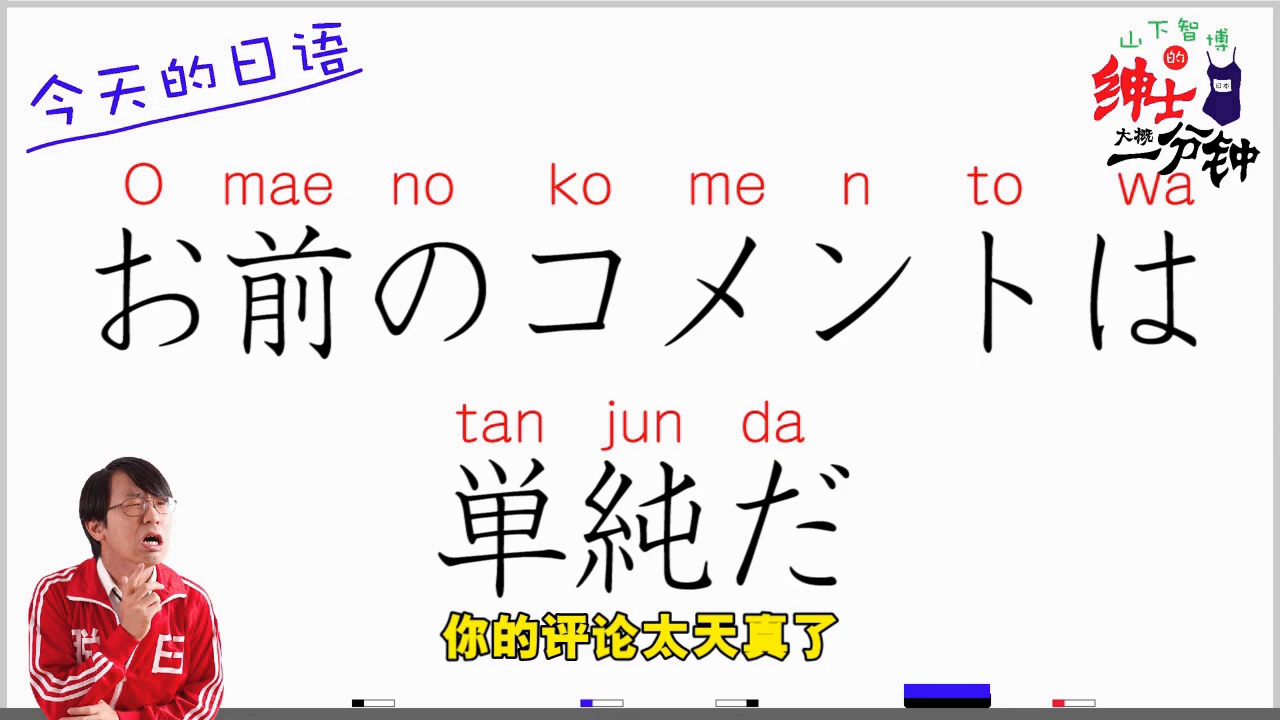 今天的日语
山下智博
的
绅士
日本
大概
一分钟
O mae no ko me n to wa
お前のコメントは
tan jun da
単純だ
你的评论太天真了